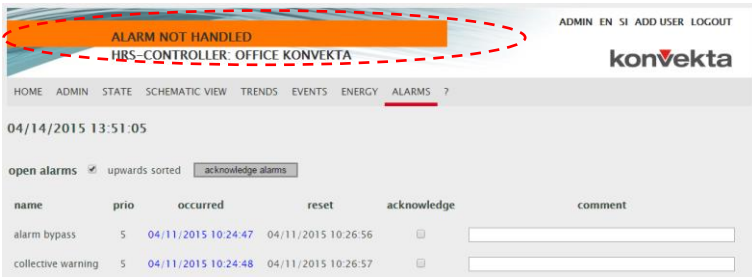 ADMIN EN SI ADD USER LOGOUT
ALARM NOT HANDLED
HRS-CONTROLLER: OFFICE KONVEKTA
konvekta
HOME ADMIN STATE SCHEMATIC VIEW TRENDS EVENTS ENERGY ALARMS ?
04/14/2015 13:51:05
open alarms upwards sorted acknowledge alarms
name prio occurred reset acknowledge comment
alarm bypass 5 04/11/2015 10:24:47 04/11/2015 10:26:56
collective warning 5 04/11/2015 10:24:48 04/11/2015 10:26:57